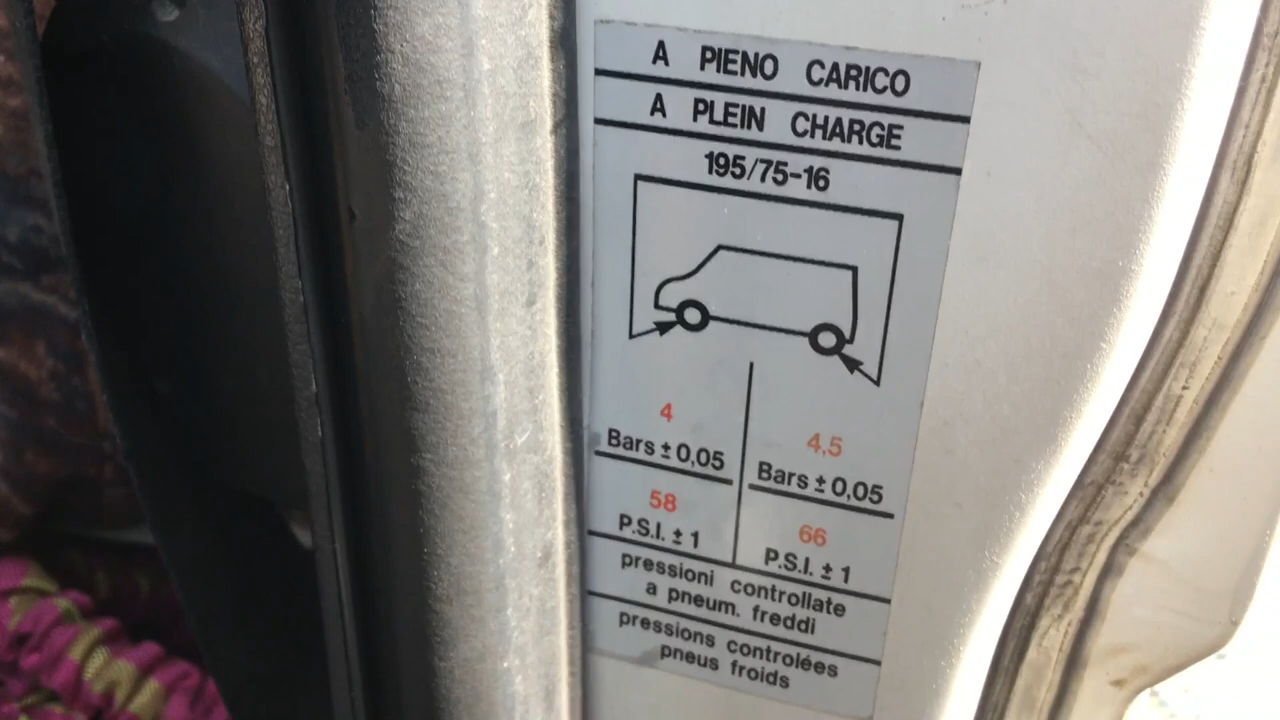 A PIENO CARICO
A PLEIN CHARGE
195/75-16
4
Bars ± 0,05
58
P.S.I. ± 1
4,5
Bars ± 0,05
66
P.S.I. ± 1
pressioni controllate
a pneum. freddi
pressions controlées
pneus froids